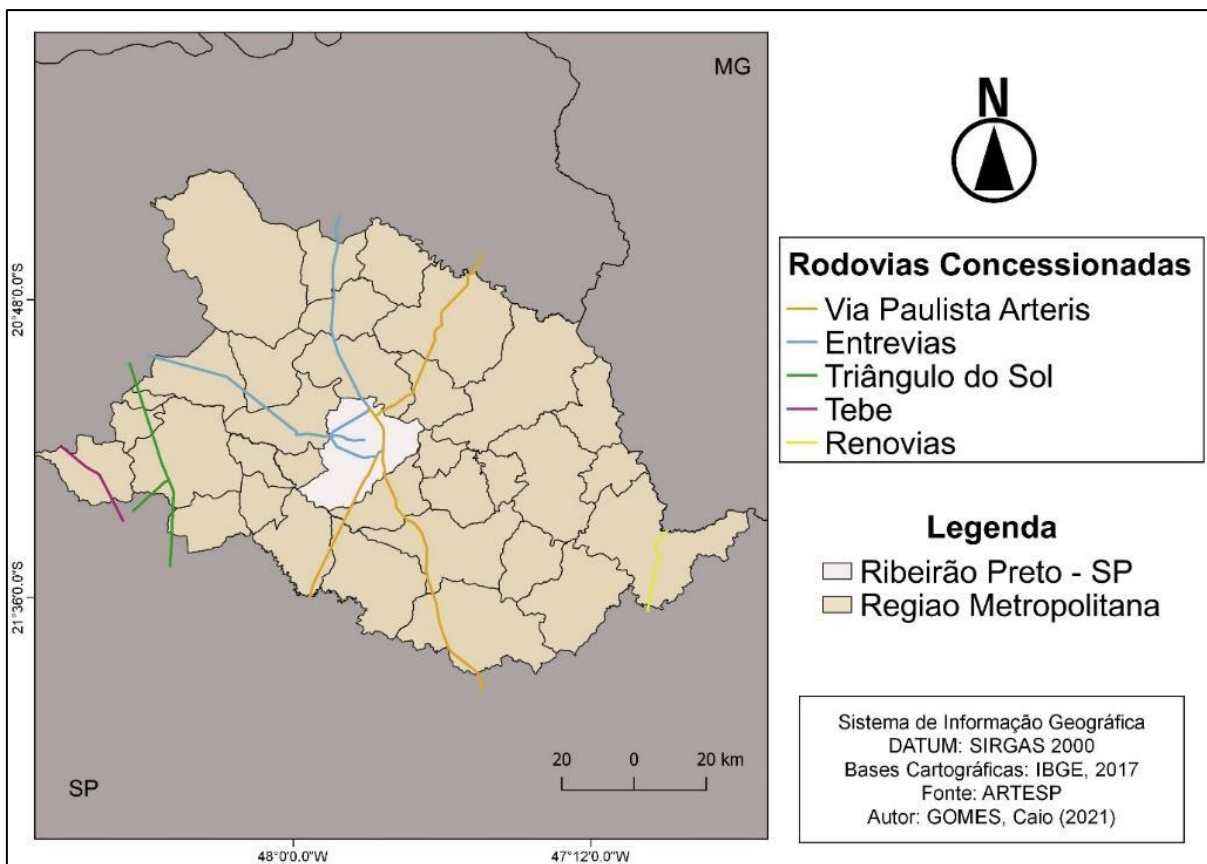 MG
N
20°48'0.0"S
21°36'0.0"S
SP
20 0 20 km
48°0'0.0"W
47°12'0.0"W
Rodovias Concessionadas
Via Paulista Arteris
Entrevias
Triângulo do Sol
Tebe
Renovias
Legenda
Ribeirão Preto - SP
Regiao Metropolitana
Sistema de Informação Geográfica
DATUM: SIRGAS 2000
Bases Cartográficas: IBGE, 2017
Fonte: ARTESP
Autor: GOMES, Caio (2021)